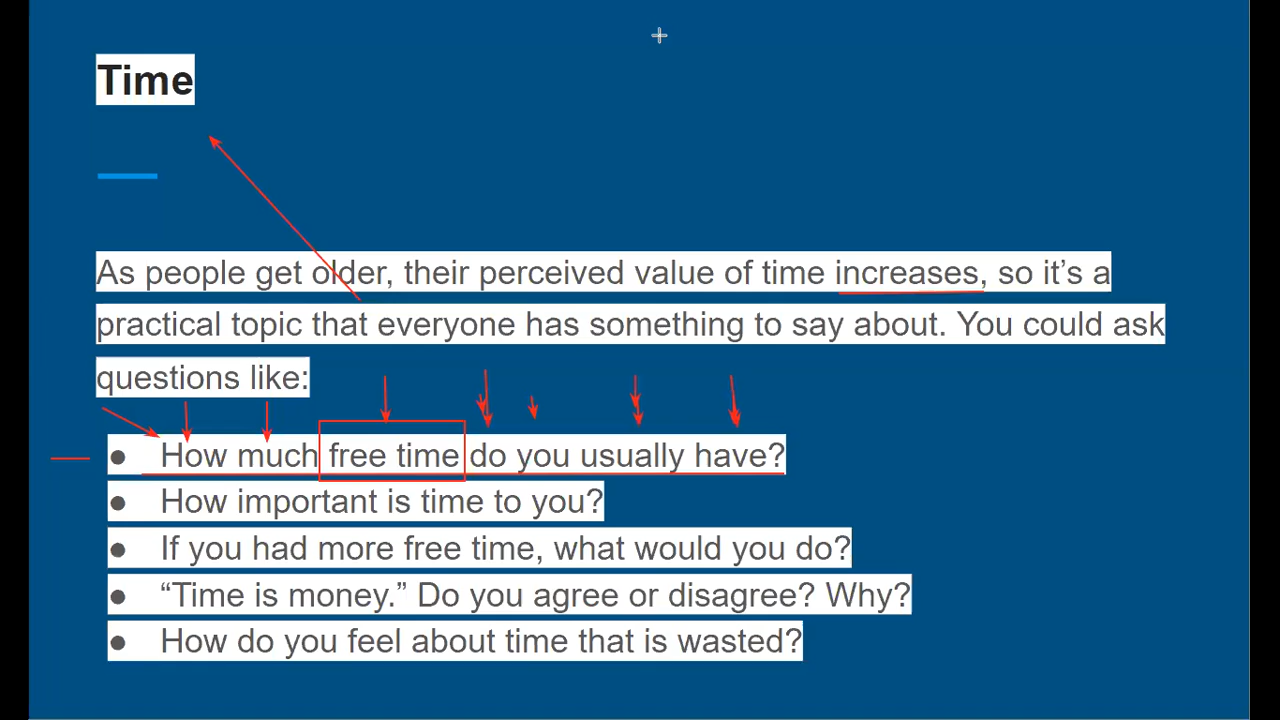 Time
As people get older, their perceived value of time increases, so it’s a
practical topic that everyone has something to say about. You could ask
questions like:
● How much free time do you usually have?
● How important is time to you?
● If you had more free time, what would you do?
● “Time is money.” Do you agree or disagree? Why?
● How do you feel about time that is wasted?